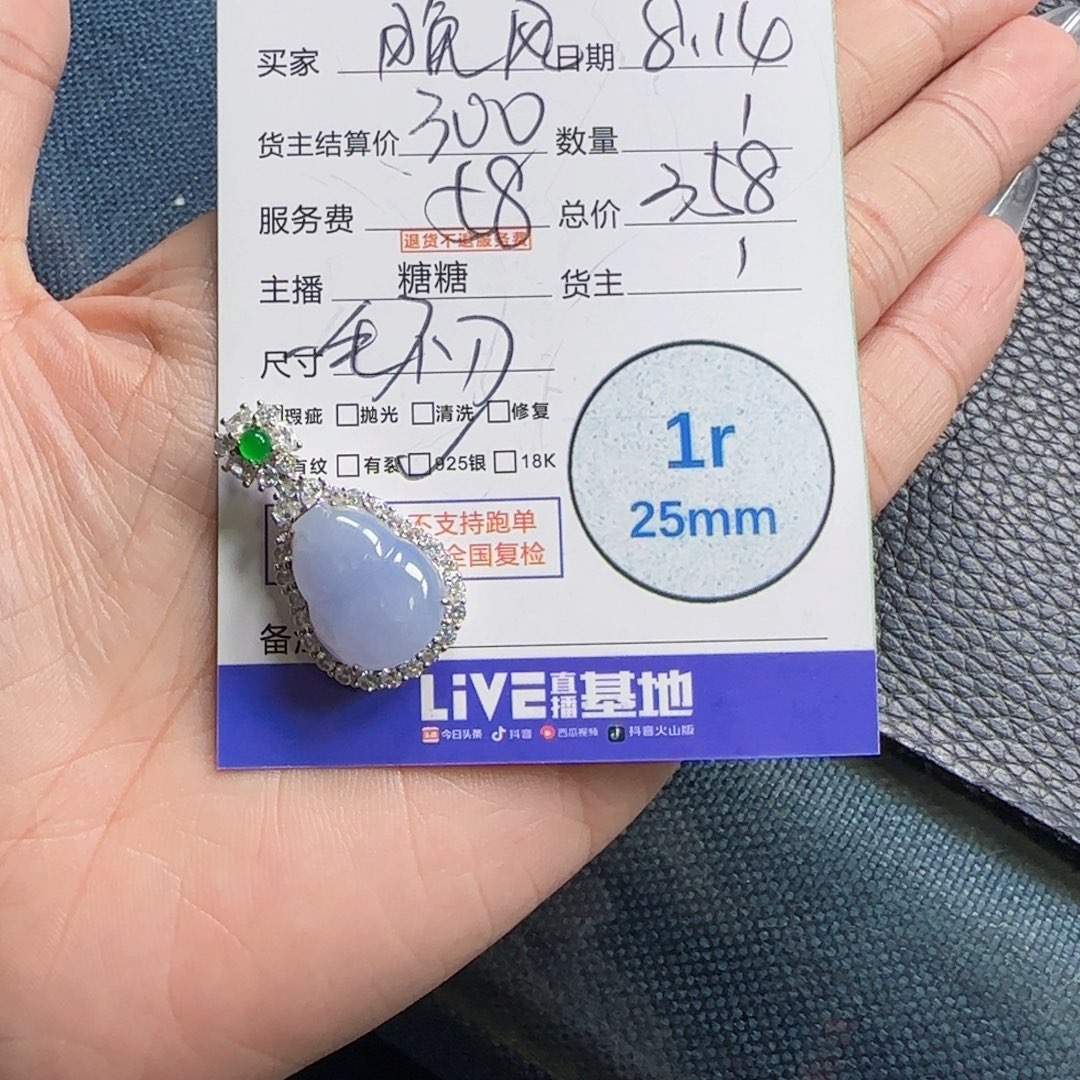 买家 晚风 日期 8.14
货主结算价 300 数量 1
服务费 58 总价 358
退货不退服务费
主播 糖糖 货主 1
尺寸
瑕疵 抛光 清洗 修复
有纹 有裂 925银 18K
不支持跑单
全国复检
1r
25mm
备注
LiVE直播基地
今日头条 抖音 西瓜视频 抖音火山版